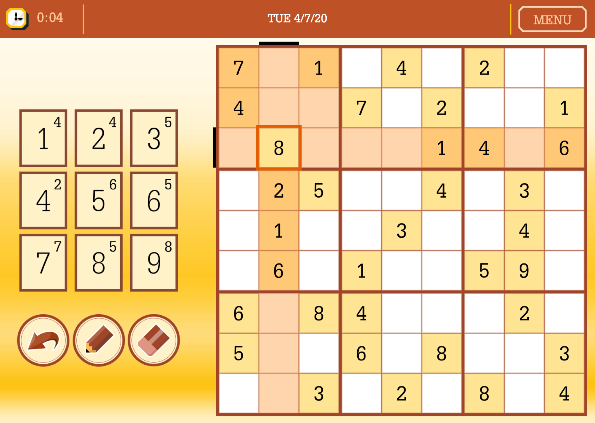 0:04 TUE 4/7/20 MENU
7 1 4 2
4 7 2 1
8 1 4 6
2 5 4 3
1 3 4
6 1 5 9
6 8 4 2
5 6 8 3
3 2 8 4
1 4 2 4 3 5
4 2 5 6 6 5
7 7 8 5 9 8